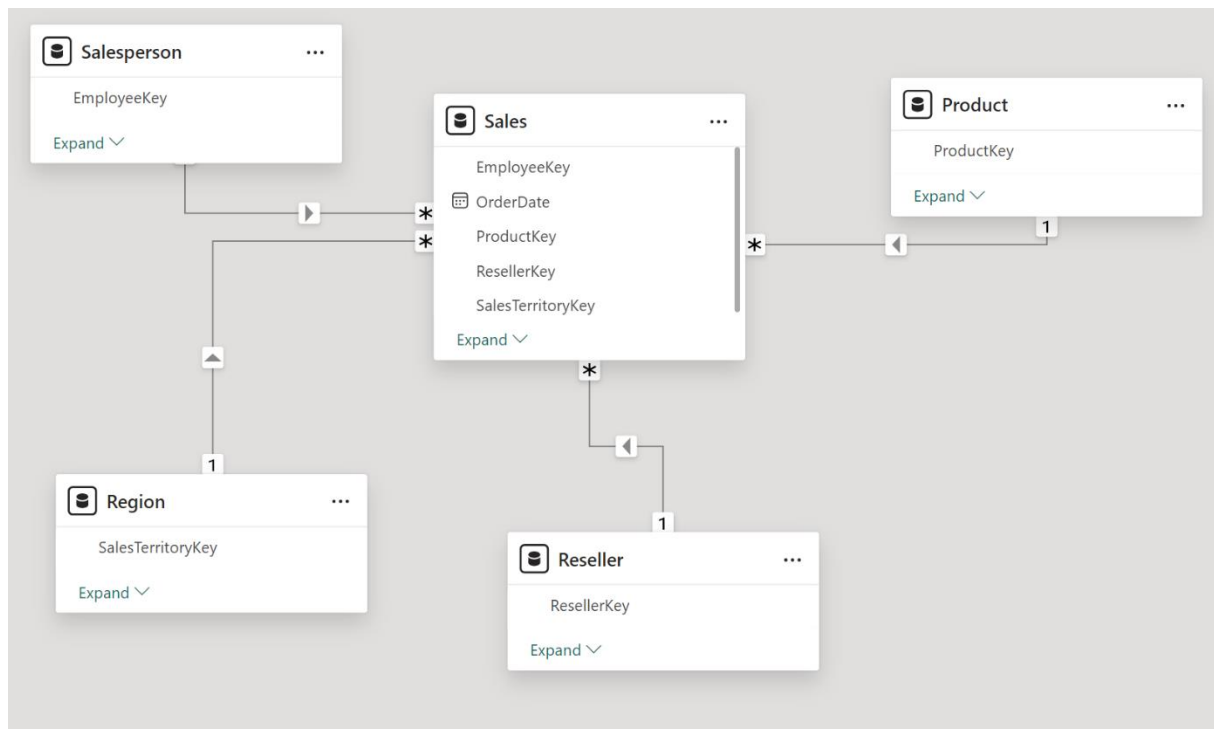 Salesperson
EmployeeKey
Expand
Sales
EmployeeKey
OrderDate
ProductKey
ResellerKey
SalesTerritoryKey
Expand
Product
ProductKey
Expand
*
*
*
1
*
1
Region
SalesTerritoryKey
Expand
1
Reseller
ResellerKey
Expand